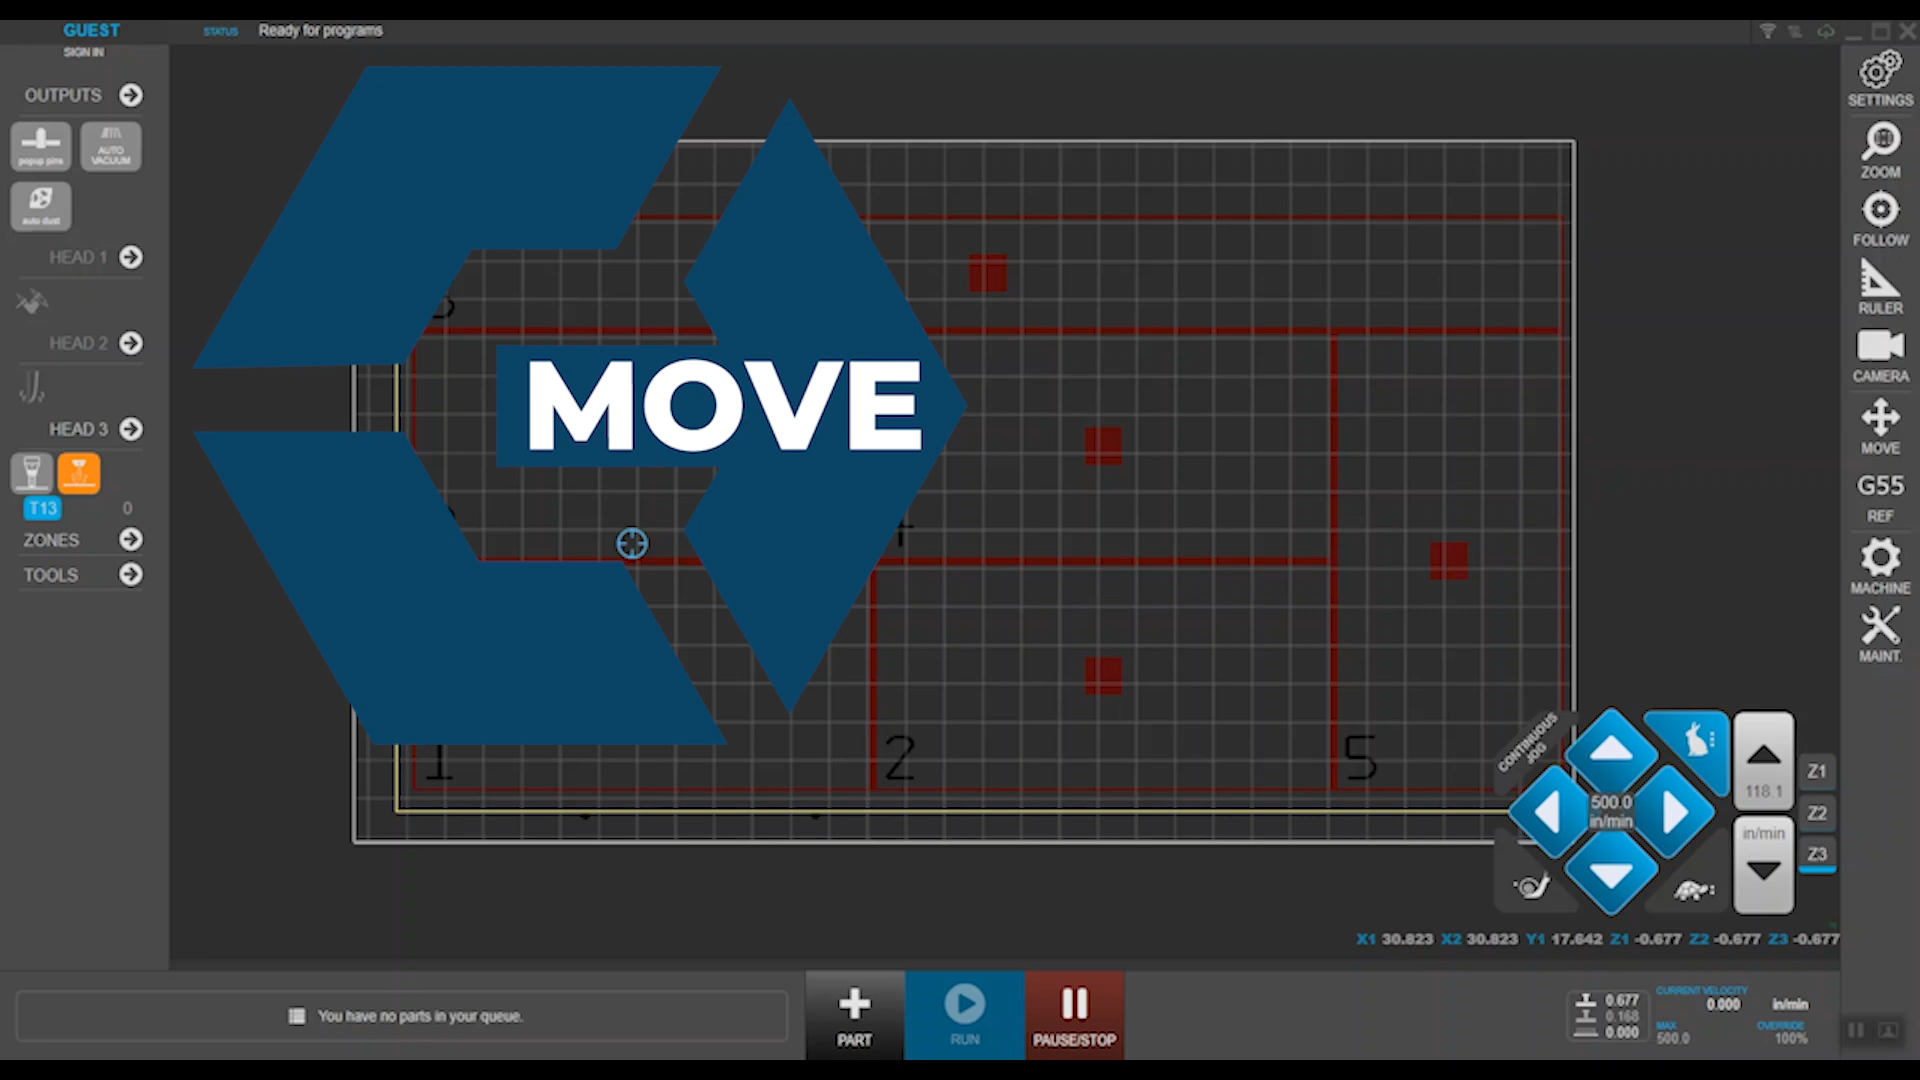 GUEST
SIGN IN
STATUS Ready for programs
OUTPUTS
popup pins
AUTO
VACUUM
auto dust
HEAD 1
HEAD 2
HEAD 3
T13 0
ZONES
TOOLS
MOVE
1
2
5
SETTINGS
ZOOM
FOLLOW
RULER
CAMERA
MOVE
G55
REF
MACHINE
MAINT.
CONTINUOUS
JOG
500.0
in/min
118.1
in/min
Z1
Z2
Z3
X1 30.823 X2 30.823 Y1 17.642 Z1 -0.677 Z2 -0.677 Z3 -0.677
You have no parts in your queue.
PART
RUN
PAUSE/STOP
0.677
0.168
0.000
CURRENT VELOCITY
0.000 in/min
MAX OVERRIDE
500.0 100%